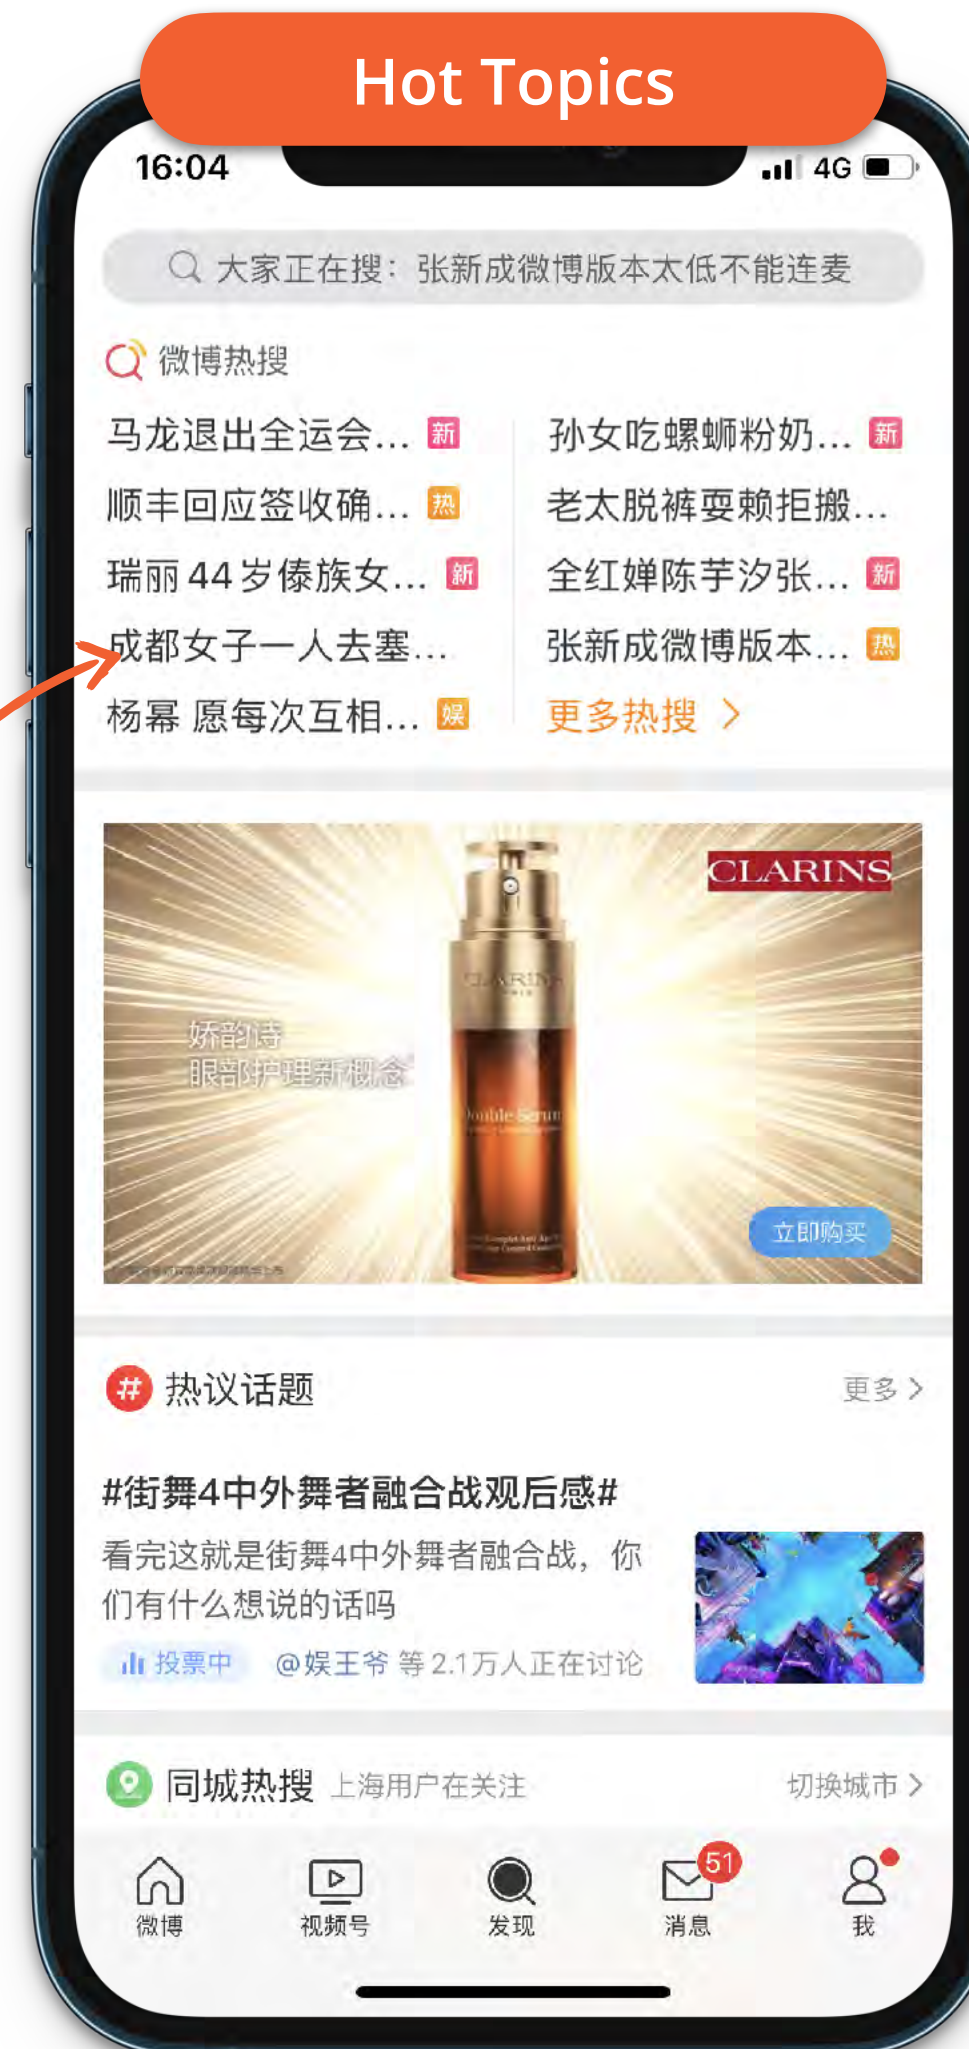 Hot Topics
16:04 4G
大家正在搜：张新成微博版本太低不能连麦
微博热搜
马龙退出全运会... 新
孙女吃螺蛳粉奶... 新
顺丰回应签收确... 热
老太脱裤耍赖拒搬...
瑞丽44岁傣族女... 新
全红婵陈芋汐张... 新
成都女子一人去塞...
张新成微博版本... 热
杨幂 愿每次互相... 娱
更多热搜 >
CLARINS
CLARINS
娇韵诗
眼部护理新概念
Double Serum
立即购买
# 热议话题 更多 >
#街舞4中外舞者融合战观后感#
看完这就是街舞4中外舞者融合战，你
们有什么想说的话吗
投票中 @娱王爷 等2.1万人正在讨论
同城热搜 上海用户在关注 切换城市 >
51
微博 视频号 发现 消息 我